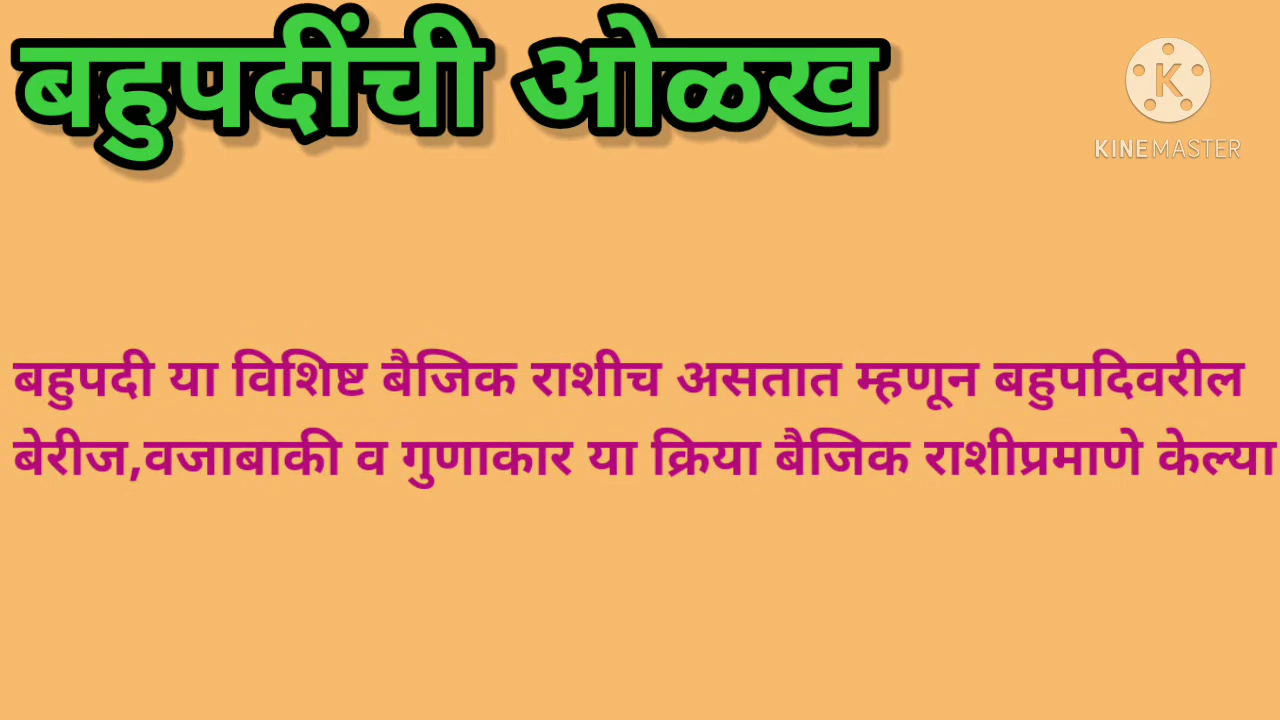 बहुपदींची ओळख
KINEMASTER
बहुपदी या विशिष्ट बैजिक राशीच असतात म्हणून बहुपदिवरील
बेरीज,वजाबाकी व गुणाकार या क्रिया बैजिक राशीप्रमाणे केल्या